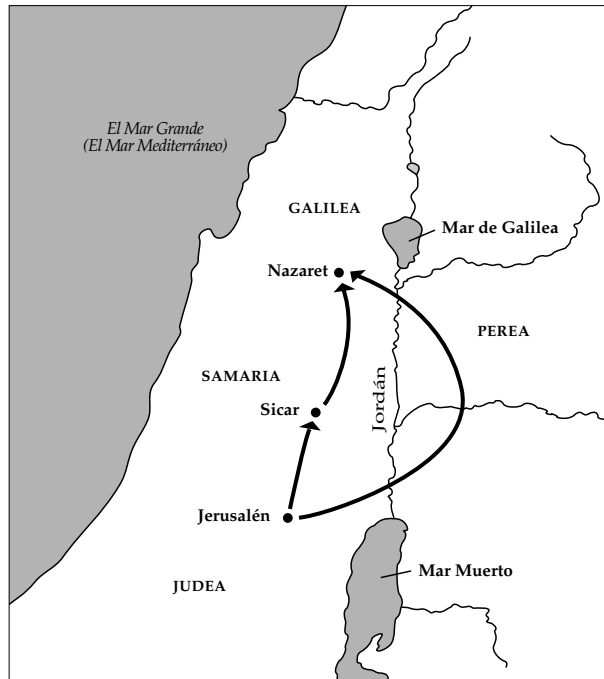 El Mar Grande
(El Mar Mediterráneo)
GALILEA
Mar de Galilea
Nazaret
PEREA
SAMARIA
Jordán
Sicar
Jerusalén
Mar Muerto
JUDEA